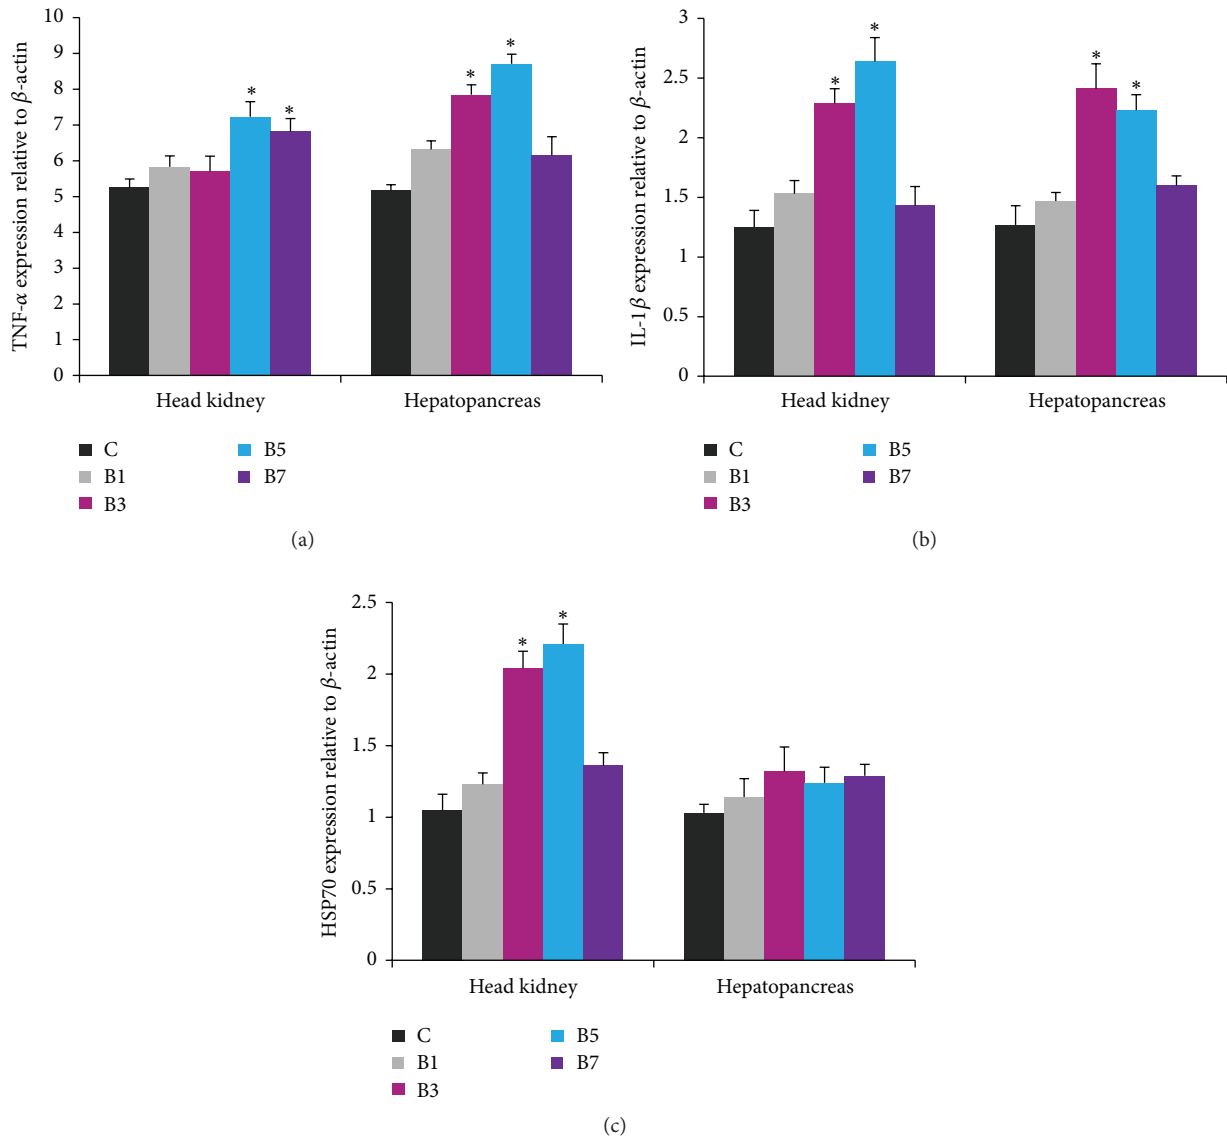 TNF-α expression relative to β-actin
10
9
8
7
6
5
4
3
2
1
0
* * * *
Head kidney Hepatopancreas
C B5
B1 B7
B3
(a)
IL-1β expression relative to β-actin
3
2.5
2
1.5
1
0.5
0
* * * *
Head kidney Hepatopancreas
C B5
B1 B7
B3
(b)
HSP70 expression relative to β-actin
2.5
2
1.5
1
0.5
0
* *
Head kidney Hepatopancreas
C B5
B1 B7
B3
(c)